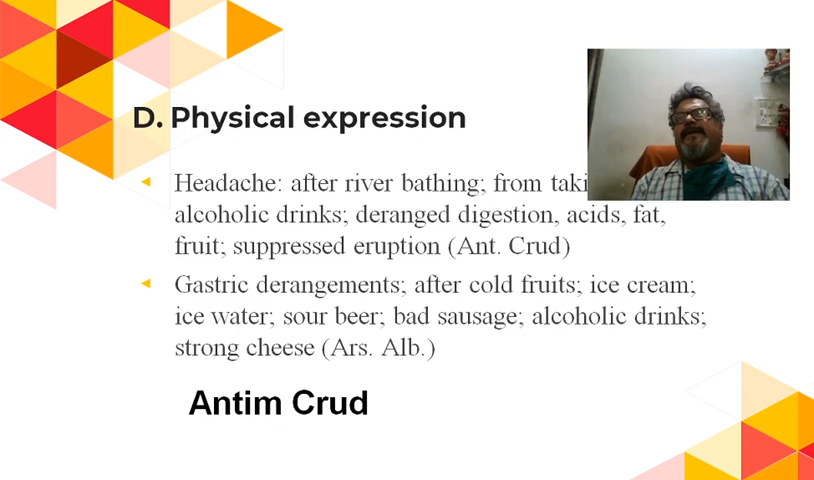 D. Physical expression
Headache: after river bathing; from taki
alcoholic drinks; deranged digestion, acids, fat,
fruit; suppressed eruption (Ant. Crud)
Gastric derangements; after cold fruits; ice cream;
ice water; sour beer; bad sausage; alcoholic drinks;
strong cheese (Ars. Alb.)
Antim Crud